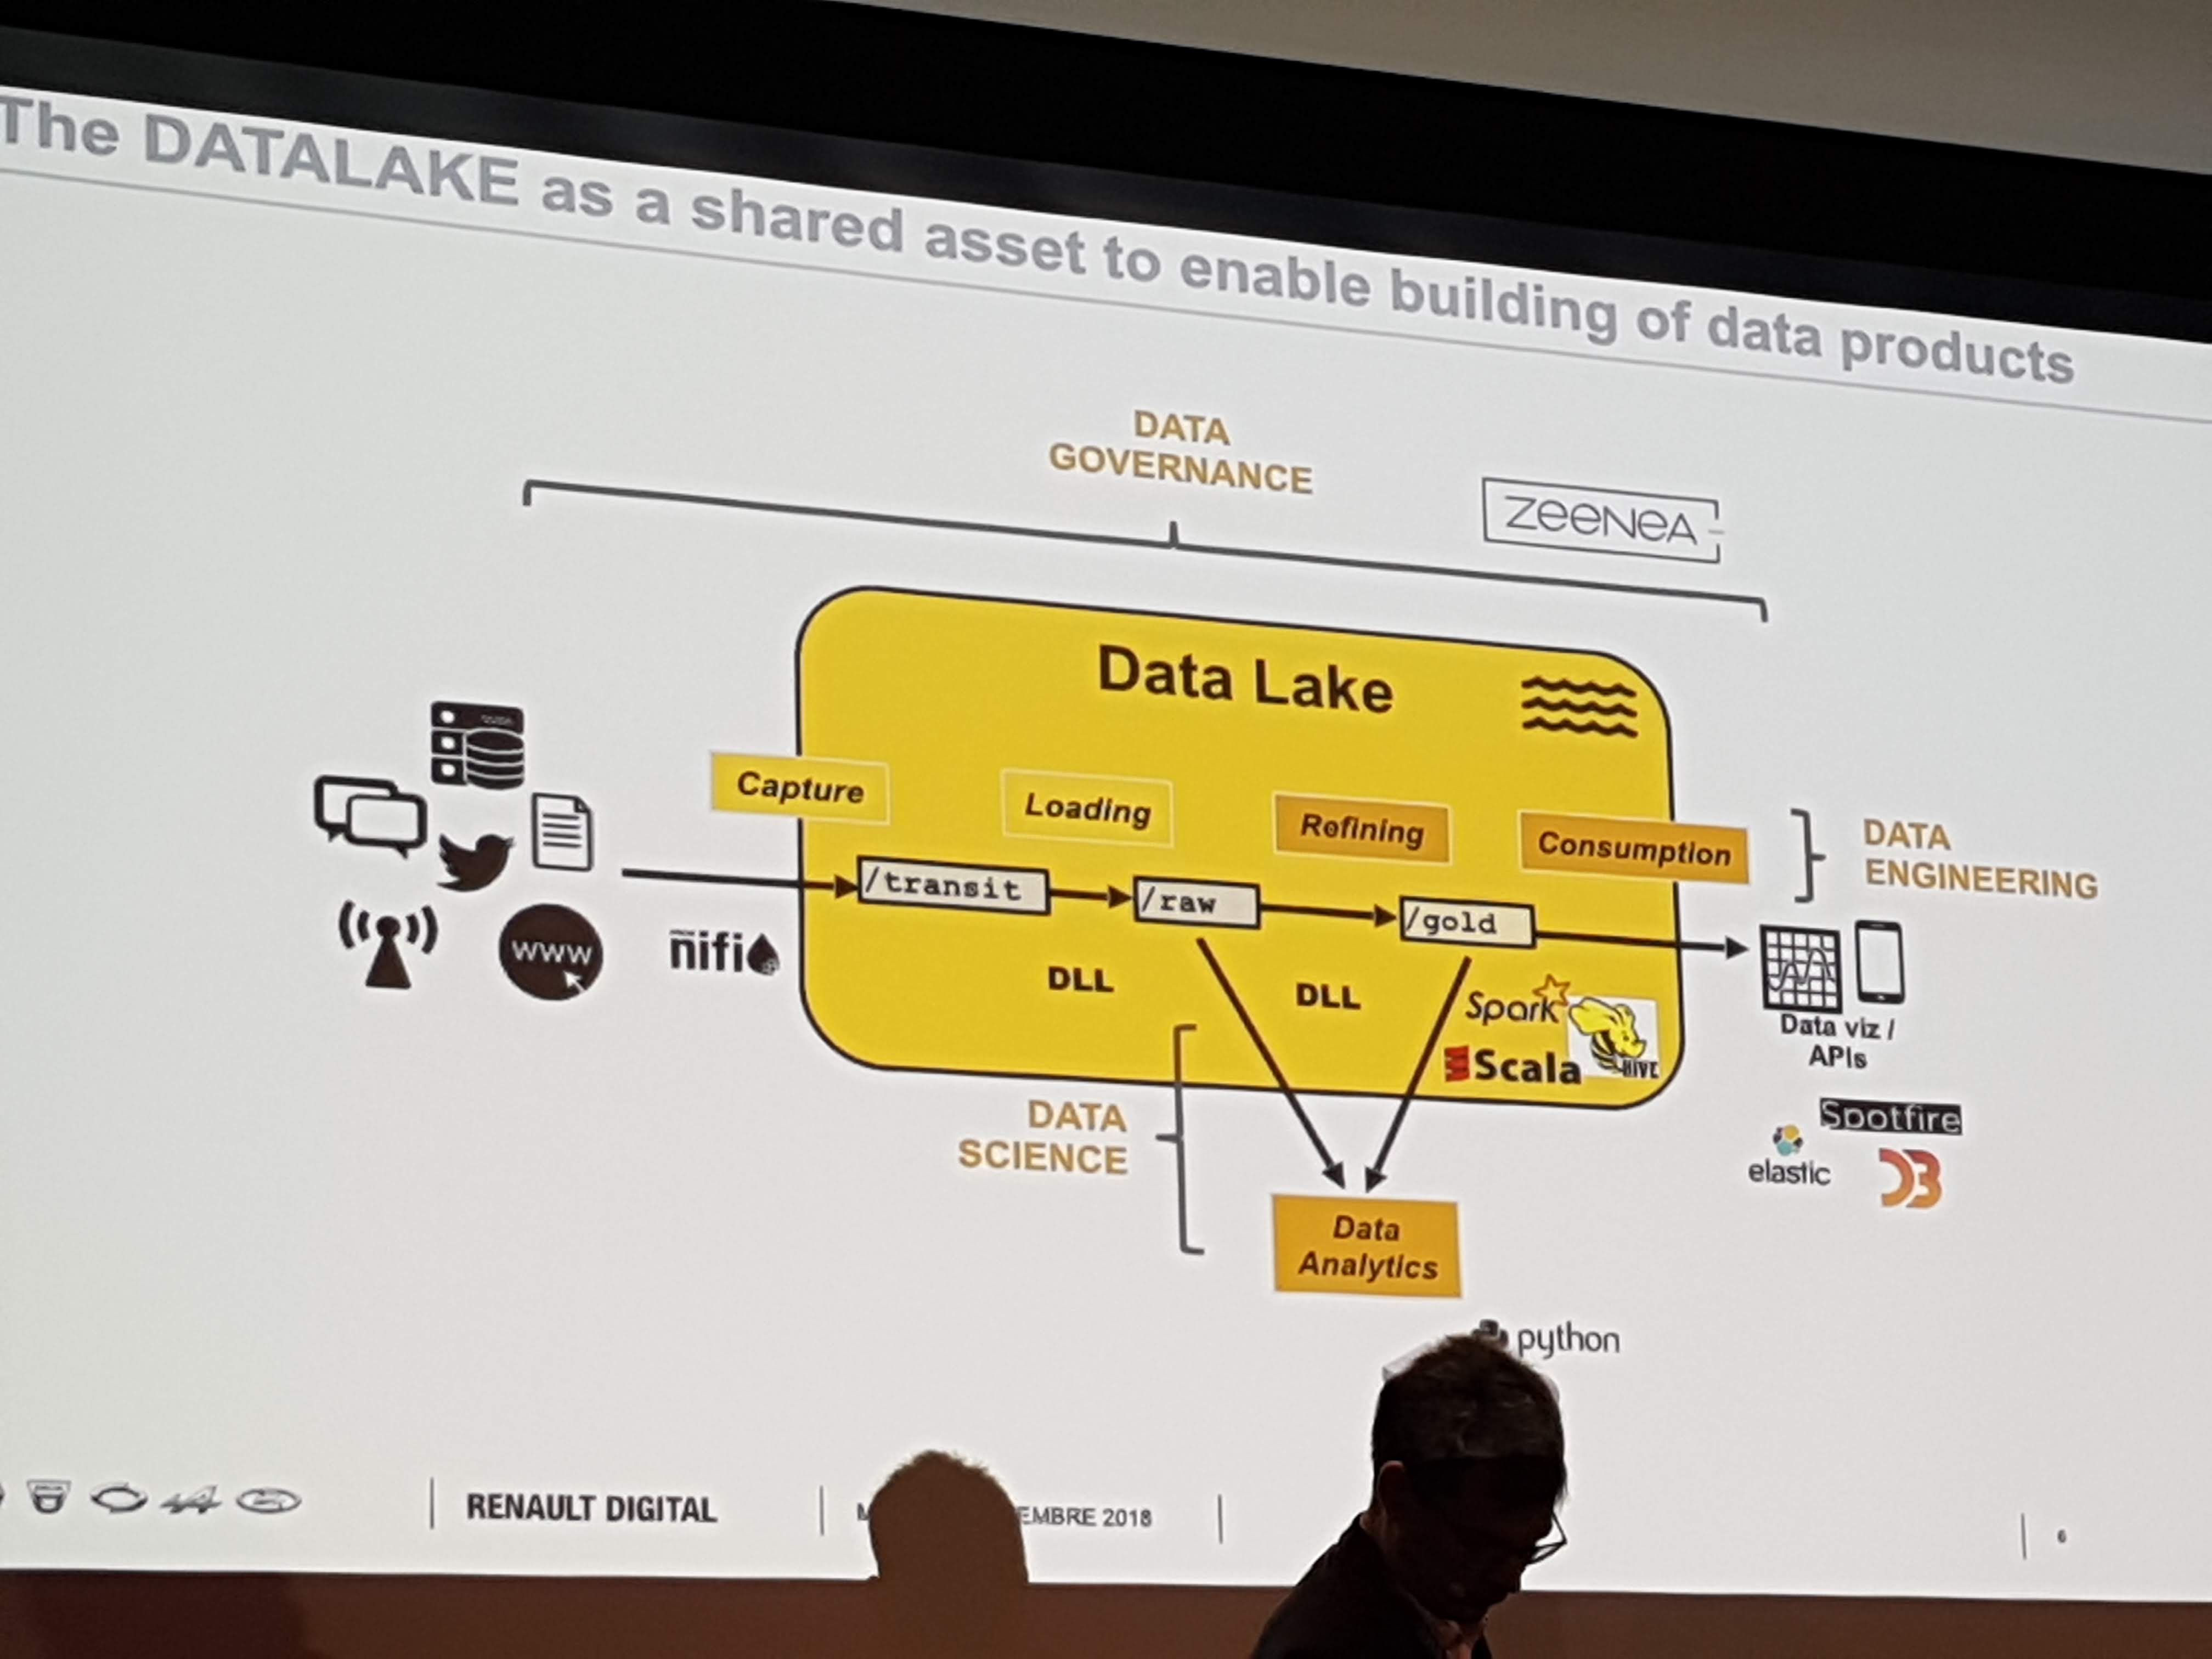 The DATALAKE as a shared asset to enable building of data products
DATA
GOVERNANCE
zeeNeA
Data Lake
Capture
Loading
Refining
Consumption
DATA
ENGINEERING
/transit
/raw
/gold
www
nifi
DLL
DLL
Spark
Scala
HIVE
Data viz /
APIs
DATA
SCIENCE
Spotfire
elastic
D3
Data
Analytics
python
RENAULT DIGITAL
EMBRE 2018
6